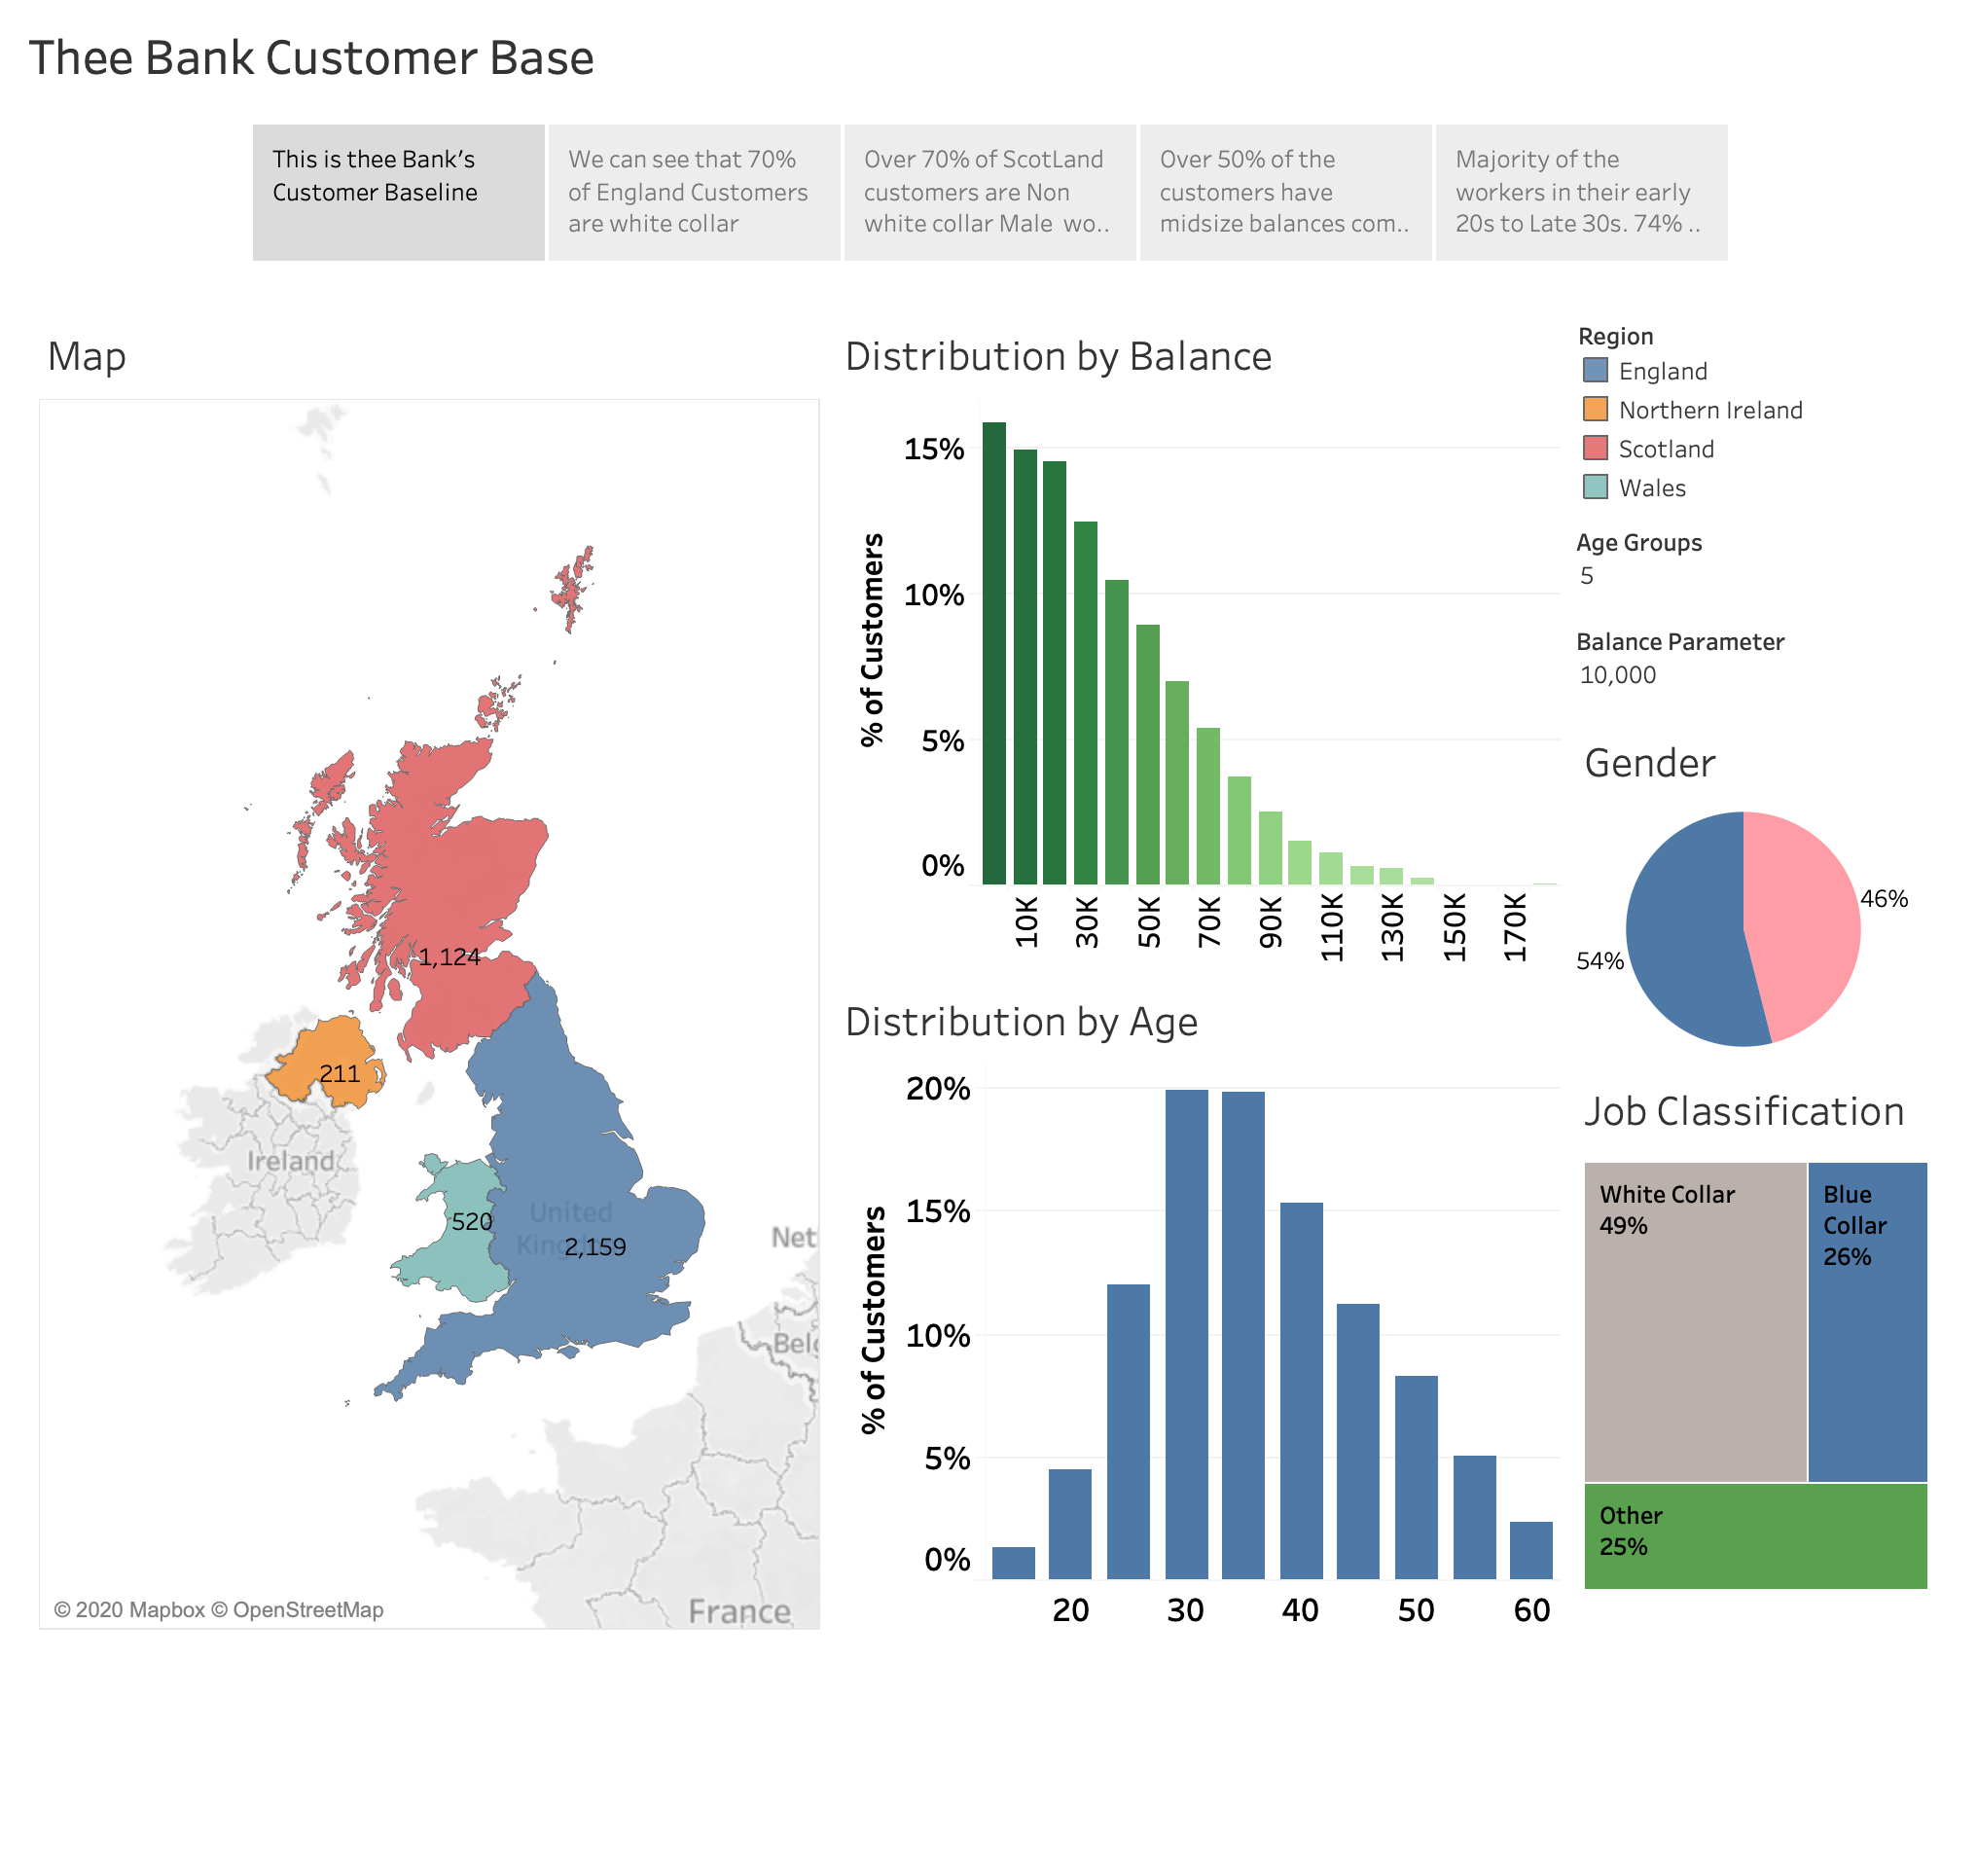 Thee Bank Customer Base
This is thee Bank's
Customer Baseline
We can see that 70%
of England Customers
are white collar
Over 70% of ScotLand
customers are Non
white collar Male wo..
Over 50% of the
customers have
midsize balances com..
Majority of the
workers in their early
20s to Late 30s. 74% ..
Map
1,124
211
Ireland
520
United
2,159
Net
Belg
France
© 2020 Mapbox © OpenStreetMap
Distribution by Balance
% of Customers
15%
10%
5%
0%
10K
30K
50K
70K
90K
110K
130K
150K
170K
Distribution by Age
% of Customers
20%
15%
10%
5%
0%
20
30
40
50
60
Region
England
Northern Ireland
Scotland
Wales
Age Groups
5
Balance Parameter
10,000
Gender
46%
54%
Job Classification
White Collar
49%
Blue
Collar
26%
Other
25%